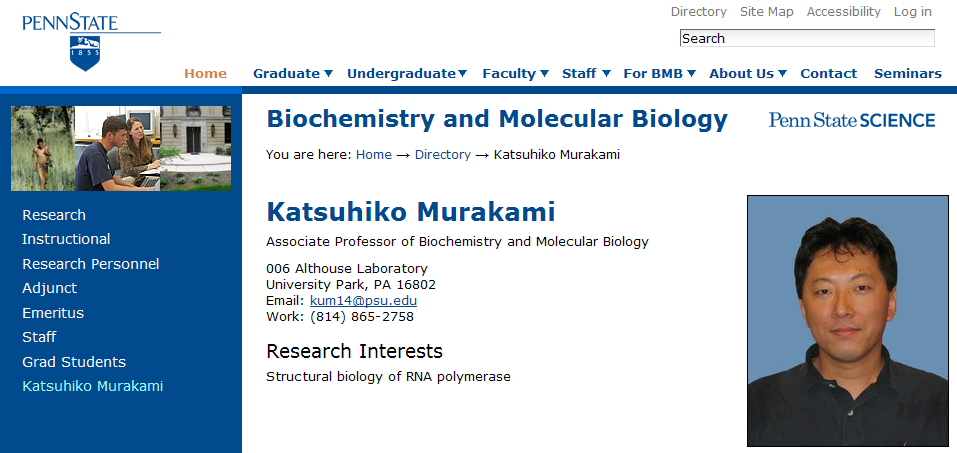 Directory Site Map Accessibility Log in
PENNSTATE
1855
Search
Home Graduate Undergraduate Faculty Staff For BMB About Us Contact Seminars
Biochemistry and Molecular Biology
PennState SCIENCE
You are here: Home → Directory → Katsuhiko Murakami
Research
Instructional
Research Personnel
Adjunct
Emeritus
Staff
Grad Students
Katsuhiko Murakami
Katsuhiko Murakami
Associate Professor of Biochemistry and Molecular Biology
006 Althouse Laboratory
University Park, PA 16802
Email: kum14@psu.edu
Work: (814) 865-2758
Research Interests
Structural biology of RNA polymerase